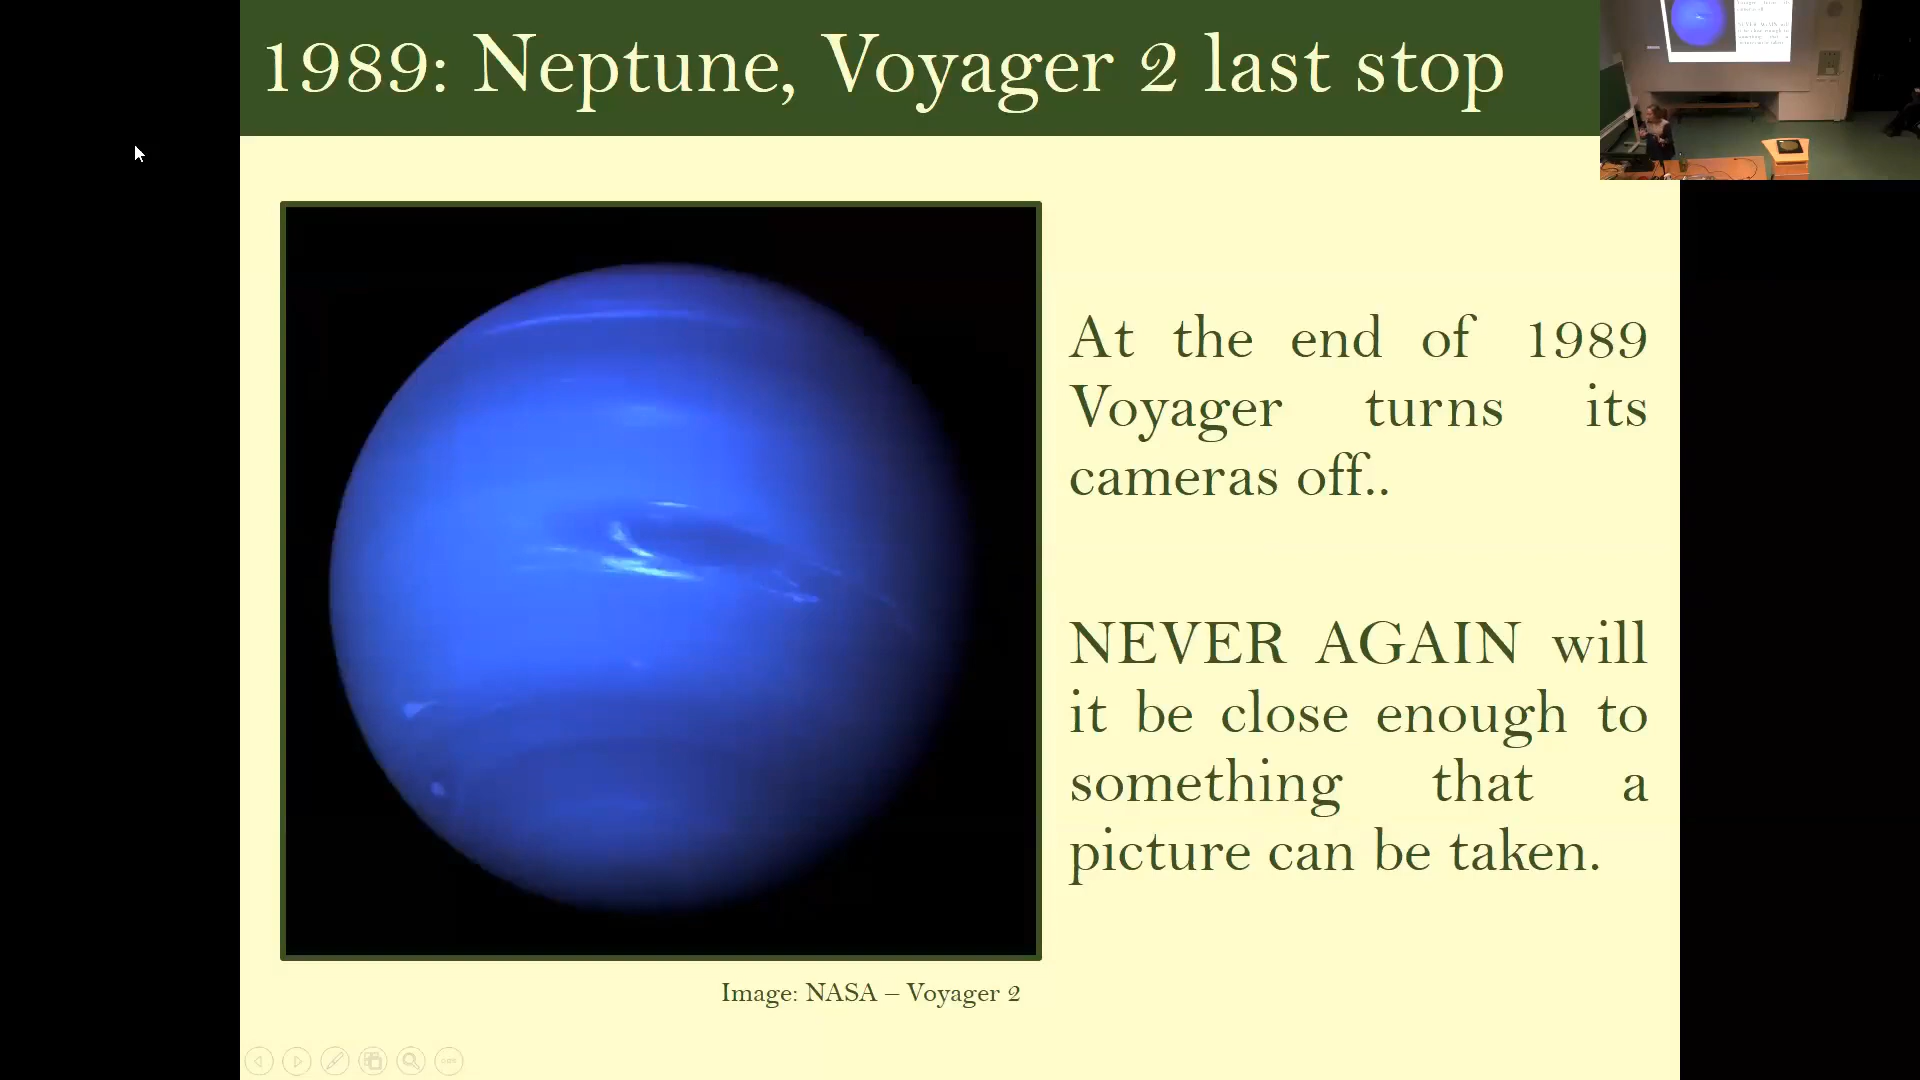 1989: Neptune, Voyager 2 last stop
At the end of 1989
Voyager turns its
cameras off..
NEVER AGAIN will
it be close enough to
something that a
picture can be taken.
Image: NASA – Voyager 2